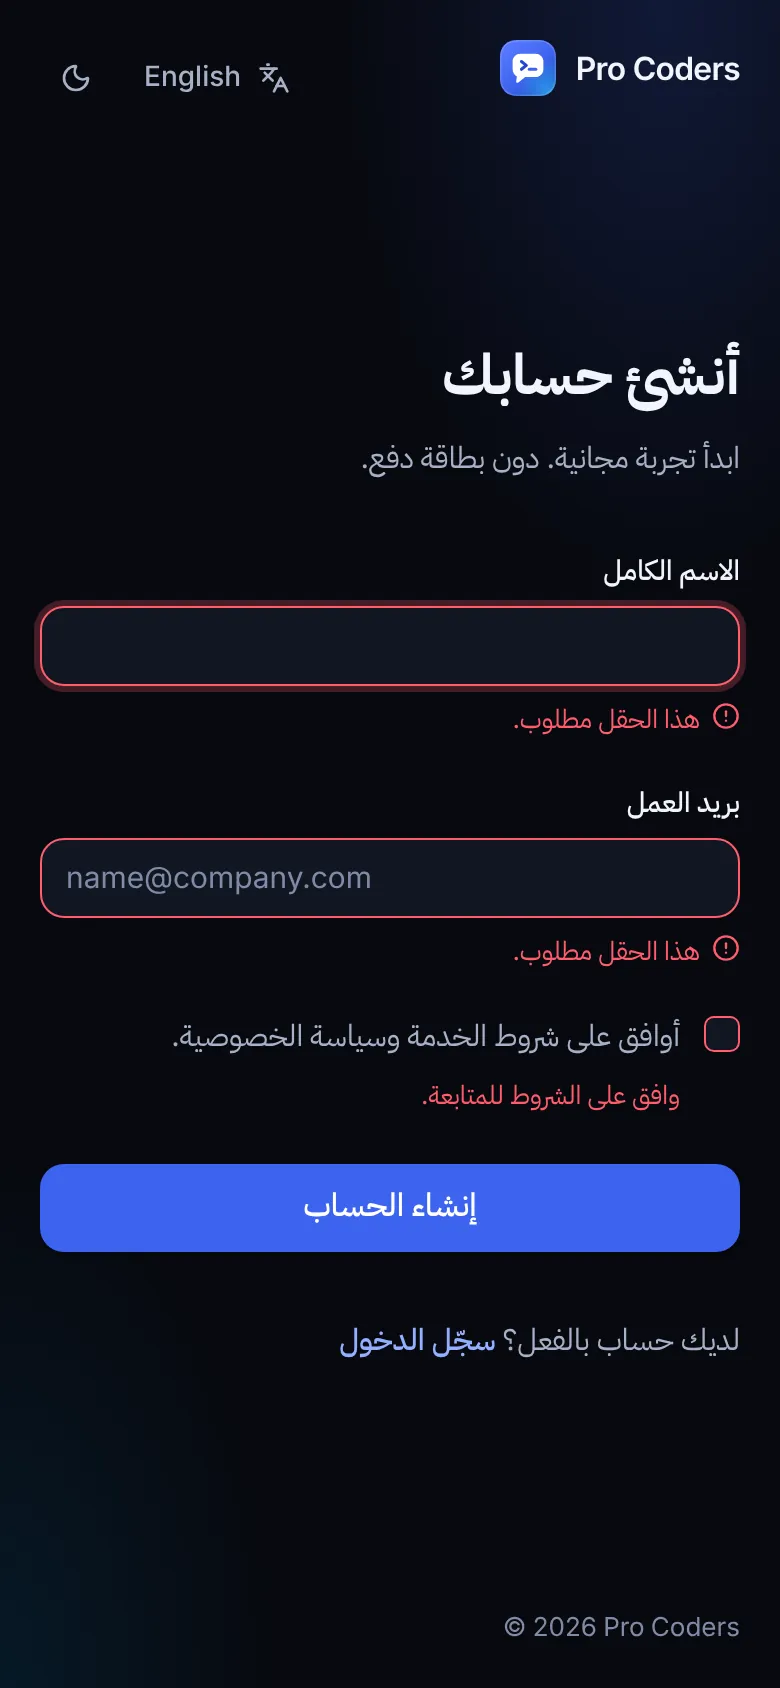 Pro Coders
English
أنشئ حسابك
ابدأ تجربة مجانية. دون بطاقة دفع.
الاسم الكامل
هذا الحقل مطلوب.
بريد العمل
name@company.com
هذا الحقل مطلوب.
أوافق على شروط الخدمة وسياسة الخصوصية.
وافق على الشروط للمتابعة.
إنشاء الحساب
لديك حساب بالفعل؟ سجّل الدخول
© 2026 Pro Coders